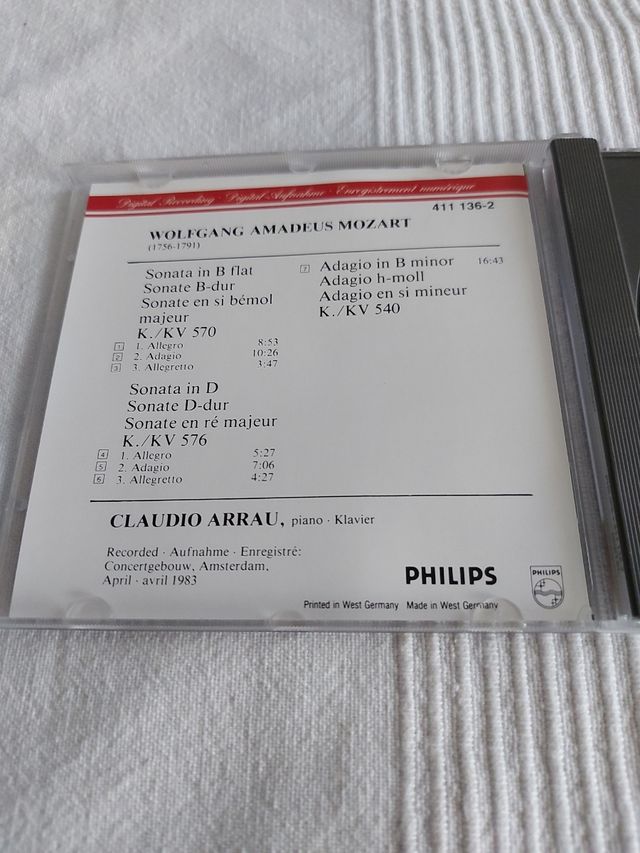 Digital Recording · Digital Aufnahme · Enregistrement numérique
411 136-2
WOLFGANG AMADEUS MOZART
(1756-1791)
Sonata in B flat
Sonate B-dur
Sonate en si bémol
majeur
K./KV 570
1 1. Allegro 8:53
2 2. Adagio 10:26
3 3. Allegretto 3:47
Sonata in D
Sonate D-dur
Sonate en ré majeur
K./KV 576
4 1. Allegro 5:27
5 2. Adagio 7:06
6 3. Allegretto 4:27
7 Adagio in B minor 16:43
Adagio h-moll
Adagio en si mineur
K./KV 540
CLAUDIO ARRAU, piano · Klavier
Recorded · Aufnahme · Enregistré:
Concertgebouw, Amsterdam,
April · avril 1983
PHILIPS
PHILIPS
Printed in West Germany Made in West Germany